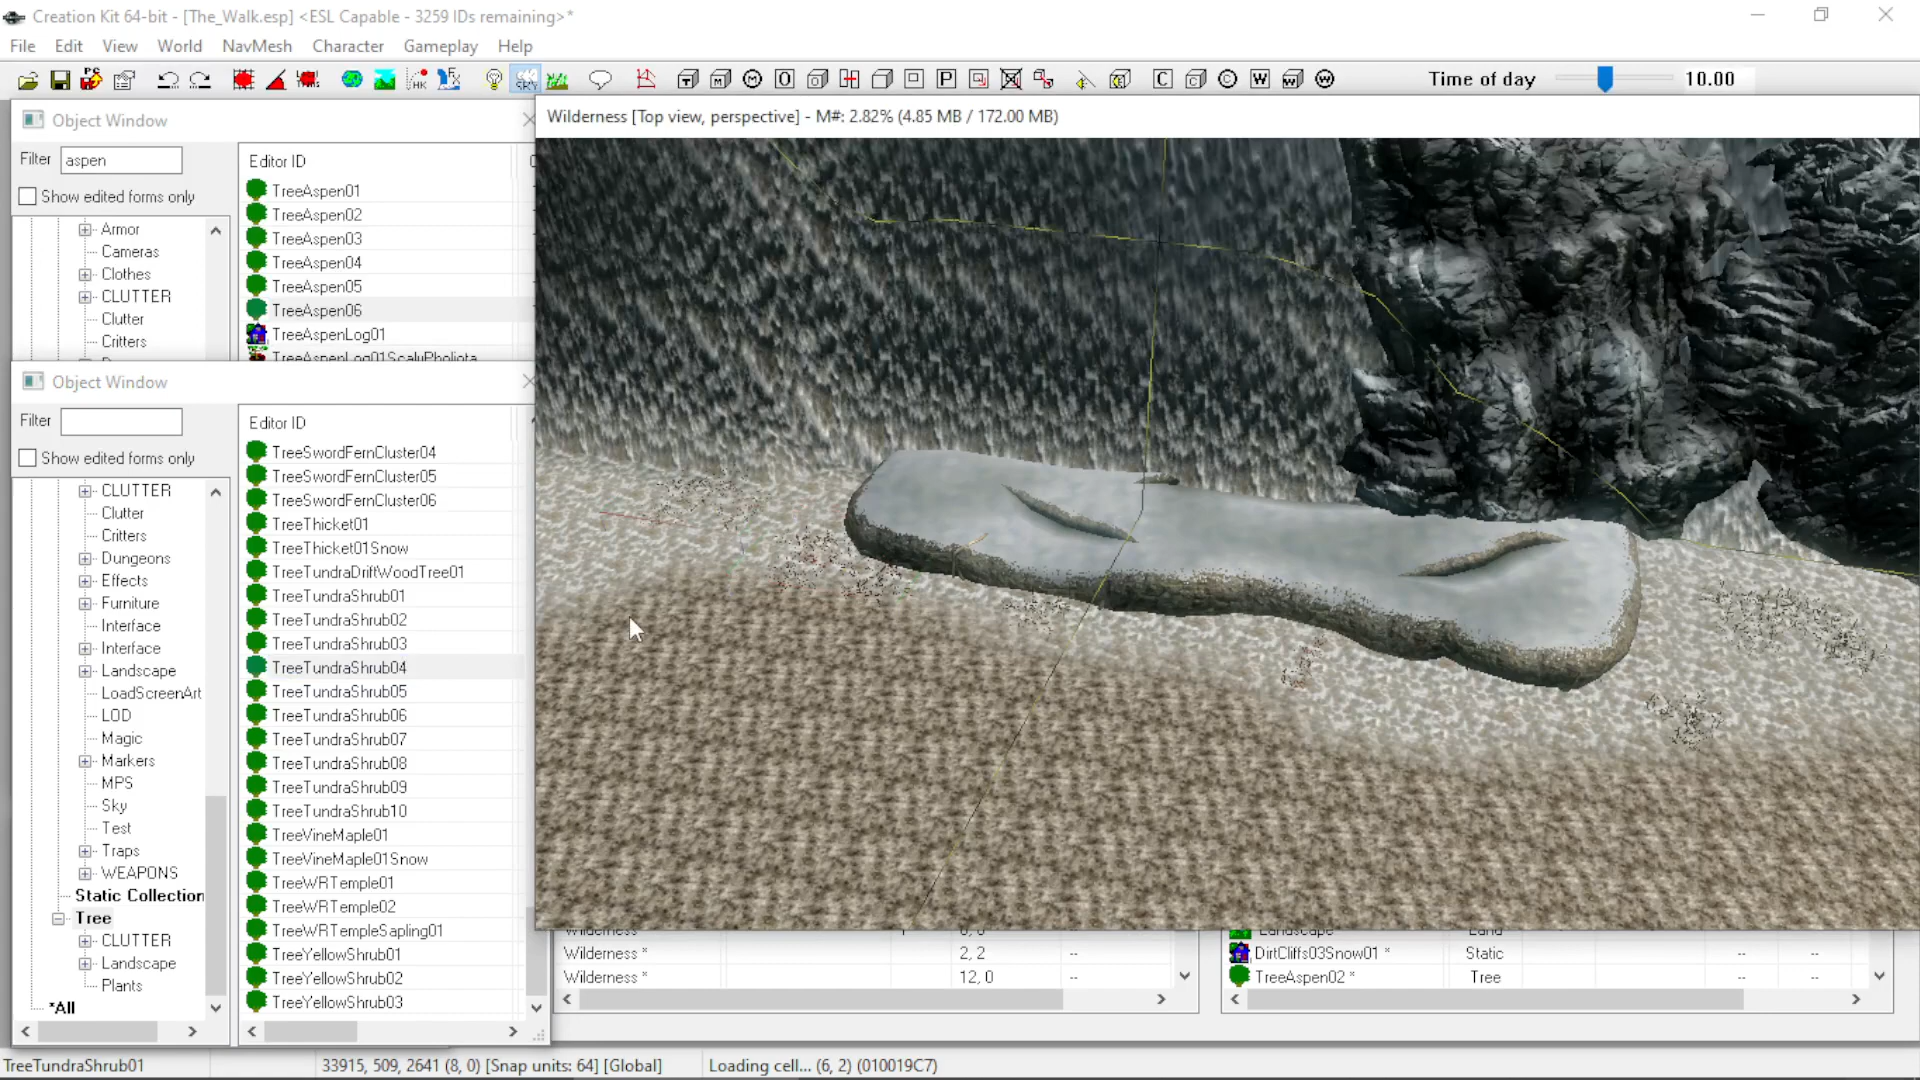 Creation Kit 64-bit - [The_Walk.esp] <ESL Capable - 3259 IDs remaining>*
File Edit View World NavMesh Character Gameplay Help
Time of day 10.00
Object Window
Filter aspen
Show edited forms only
Armor
Cameras
Clothes
CLUTTER
Clutter
Critters
Editor ID
TreeAspen01
TreeAspen02
TreeAspen03
TreeAspen04
TreeAspen05
TreeAspen06
TreeAspenLog01
TreeAspenLog01ScalyPholiota
Object Window
Filter
Show edited forms only
CLUTTER
Clutter
Critters
Dungeons
Effects
Furniture
Interface
Interface
Landscape
LoadScreenArt
LOD
Magic
Markers
MPS
Sky
Test
Traps
WEAPONS
Static Collection
Tree
CLUTTER
Landscape
Plants
*All
Editor ID
TreeSwordFernCluster04
TreeSwordFernCluster05
TreeSwordFernCluster06
TreeThicket01
TreeThicket01Snow
TreeTundraDriftWoodTree01
TreeTundraShrub01
TreeTundraShrub02
TreeTundraShrub03
TreeTundraShrub04
TreeTundraShrub05
TreeTundraShrub06
TreeTundraShrub07
TreeTundraShrub08
TreeTundraShrub09
TreeTundraShrub10
TreeVineMaple01
TreeVineMaple01Snow
TreeWRTemple01
TreeWRTemple02
TreeWRTempleSapling01
TreeYellowShrub01
TreeYellowShrub02
TreeYellowShrub03
Wilderness [Top view, perspective] - M#: 2.82% (4.85 MB / 172.00 MB)
Wilderness * 2, 2 --
Wilderness * 12, 0 --
Landscape Land
DirtCliffs03Snow01 * Static -- --
TreeAspen02 * Tree -- --
TreeTundraShrub01 33915, 509, 2641 (8, 0) [Snap units: 64] [Global] Loading cell... (6, 2) (010019C7)